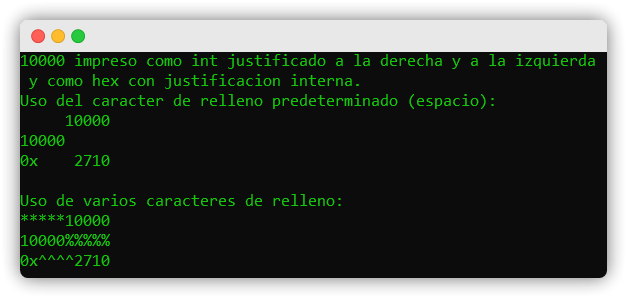 10000 impreso como int justificado a la derecha y a la izquierda
 y como hex con justificacion interna.
Uso del caracter de relleno predeterminado (espacio):
     10000
10000
0x    2710

Uso de varios caracteres de relleno:
*****10000
10000%%%%%
0x^^^^2710